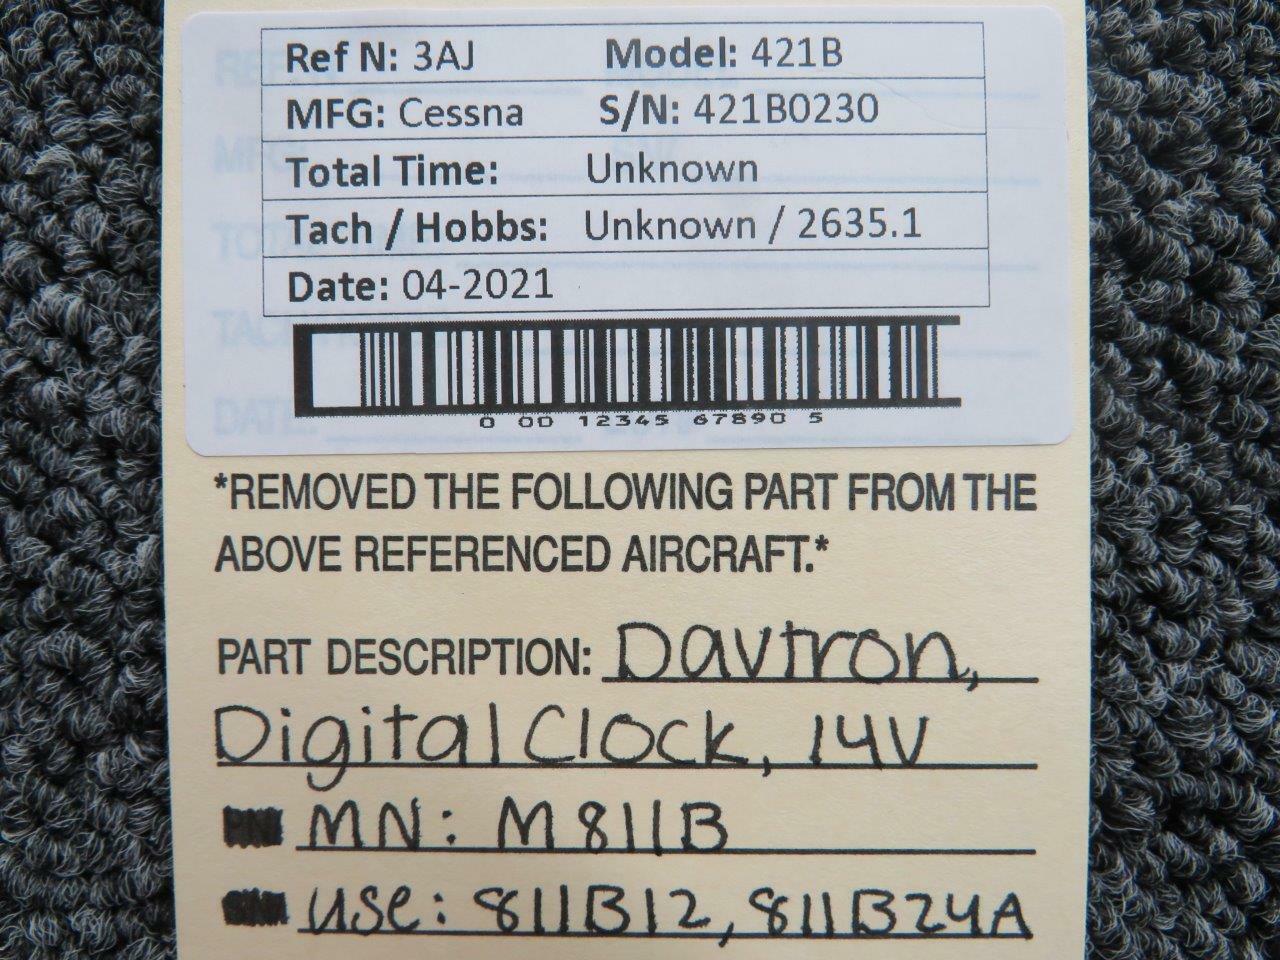 Ref N: 3AJ Model: 421B
MFG: Cessna S/N: 421B0230
Total Time: Unknown
Tach / Hobbs: Unknown / 2635.1
Date: 04-2021
0 00 12345 67890 5
*REMOVED THE FOLLOWING PART FROM THE
ABOVE REFERENCED AIRCRAFT.*
PART DESCRIPTION: Davtron,
Digital Clock, 14V
MN: M811B
use: 811B12, 811B24A